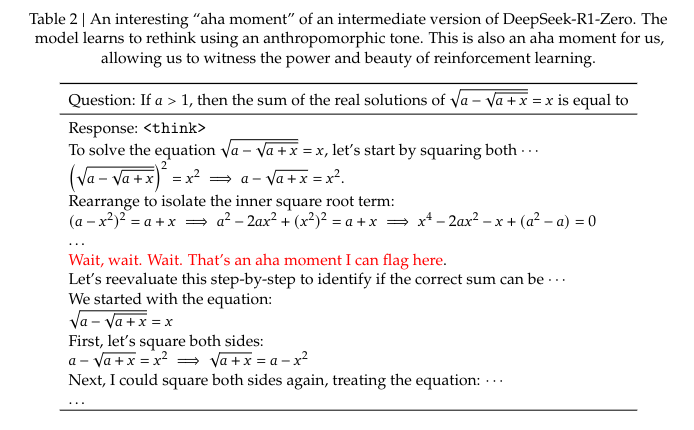 Table 2 | An interesting “aha moment” of an intermediate version of DeepSeek-R1-Zero. The
model learns to rethink using an anthropomorphic tone. This is also an aha moment for us,
allowing us to witness the power and beauty of reinforcement learning.
Question: If a > 1, then the sum of the real solutions of √(a − √(a + x)) = x is equal to
Response: <think>
To solve the equation √(a − √(a + x)) = x, let’s start by squaring both ⋯
(√(a − √(a + x)))² = x² ⟹ a − √(a + x) = x².
Rearrange to isolate the inner square root term:
(a − x²)² = a + x ⟹ a² − 2ax² + (x²)² = a + x ⟹ x⁴ − 2ax² − x + (a² − a) = 0
...
Wait, wait. Wait. That’s an aha moment I can flag here.
Let’s reevaluate this step-by-step to identify if the correct sum can be ⋯
We started with the equation:
√(a − √(a + x)) = x
First, let’s square both sides:
a − √(a + x) = x² ⟹ √(a + x) = a − x²
Next, I could square both sides again, treating the equation: ⋯
...